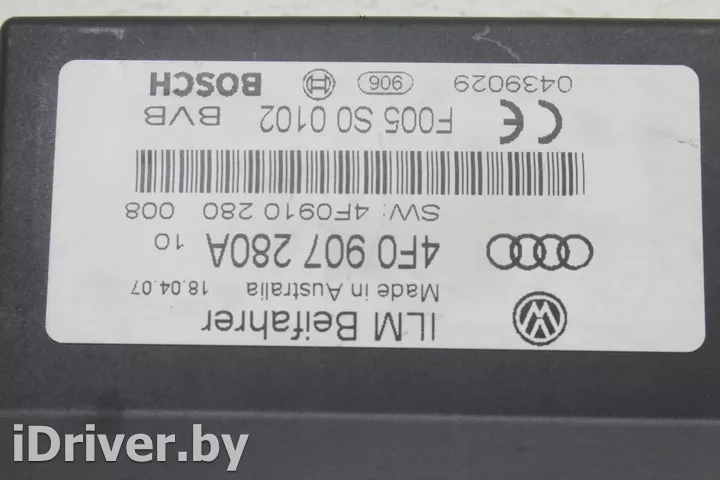 ILM Beifahrer
Made in Australia 18.04.07
4F0 907 280A 10
SW: 4F0910 280 008
F005 S0 0102 BVB CE
0439029 906 BOSCH
iDriver.by